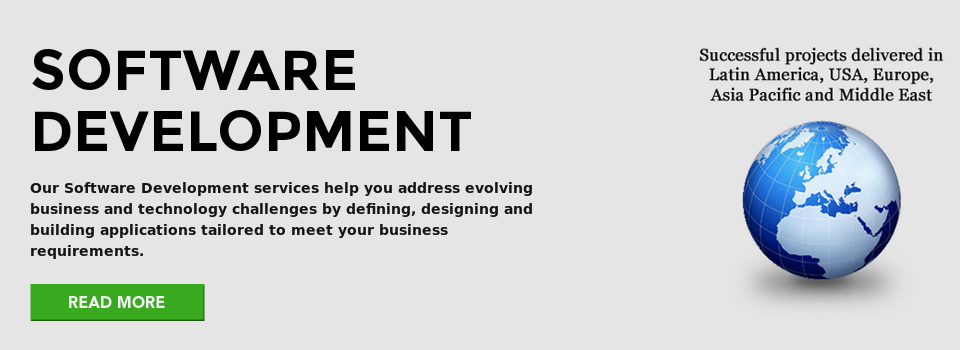 SOFTWARE
DEVELOPMENT
Our Software Development services help you address evolving
business and technology challenges by defining, designing and
building applications tailored to meet your business
requirements.
READ MORE
Successful projects delivered in
Latin America, USA, Europe,
Asia Pacific and Middle East